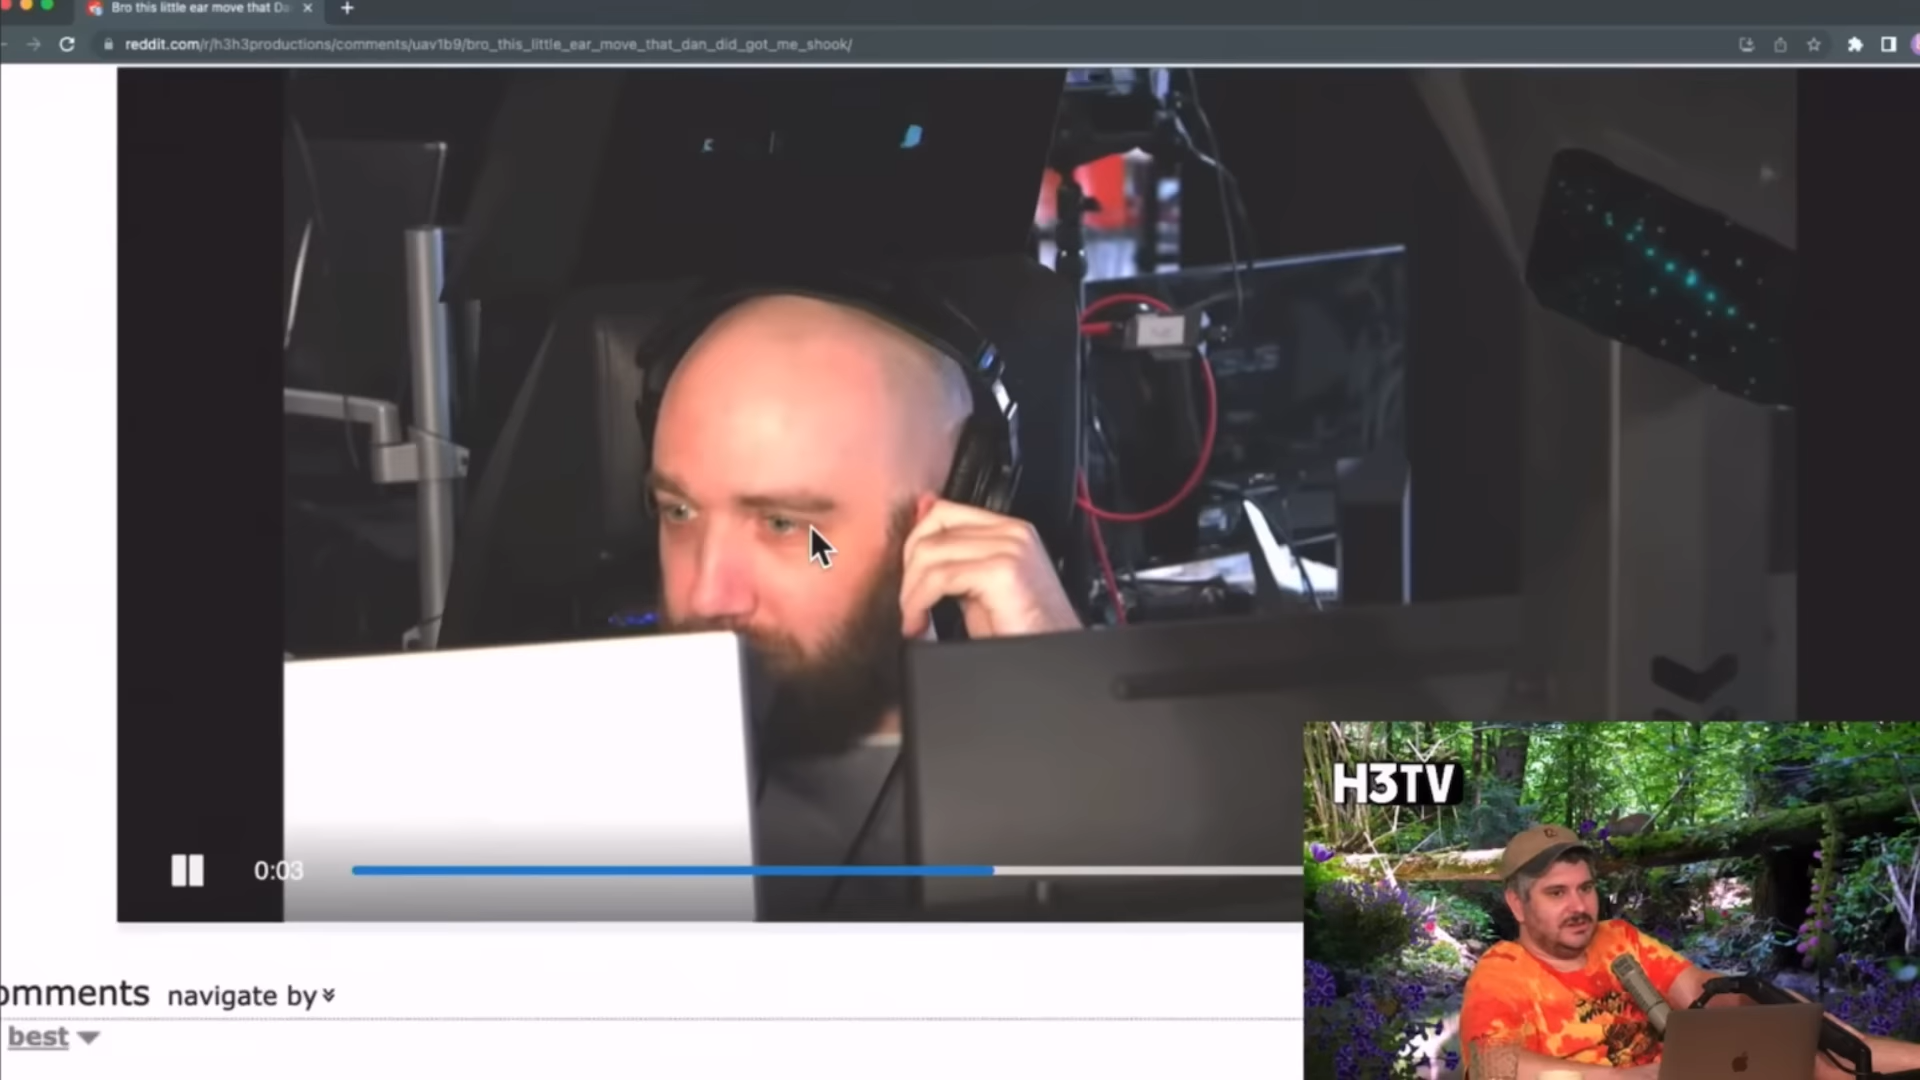 Bro this little ear move that Da
reddit.com/r/h3h3productions/comments/uav1b9/bro_this_little_ear_move_that_dan_did_got_me_shook/
0:03
H3TV
omments navigate by
best